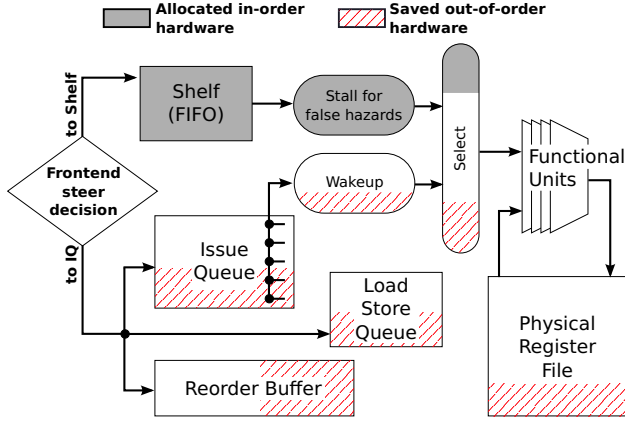 Allocated in-order
hardware
Saved out-of-order
hardware
to Shelf
Shelf
(FIFO)
Stall for
false hazards
Select
Functional
Units
Frontend
steer
decision
Wakeup
to IQ
Issue
Queue
Load
Store
Queue
Physical
Register
File
Reorder Buffer